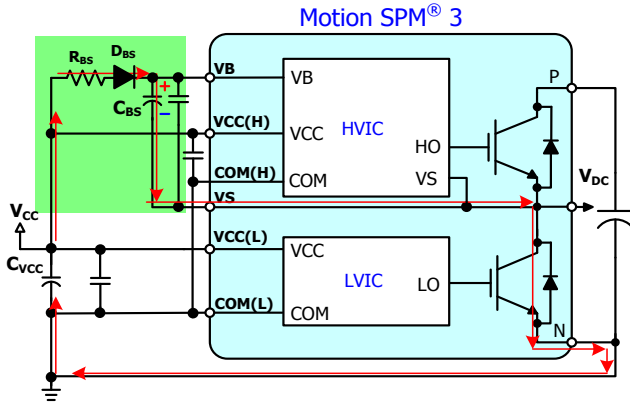 Motion SPM® 3
RBS
DBS
VB
VB
P
+
CBS
−
VCC(H)
VCC
HVIC
HO
COM(H)
COM
VS
VS
VDC
VCC
VCC(L)
VCC
CVCC
LVIC
LO
COM(L)
COM
N